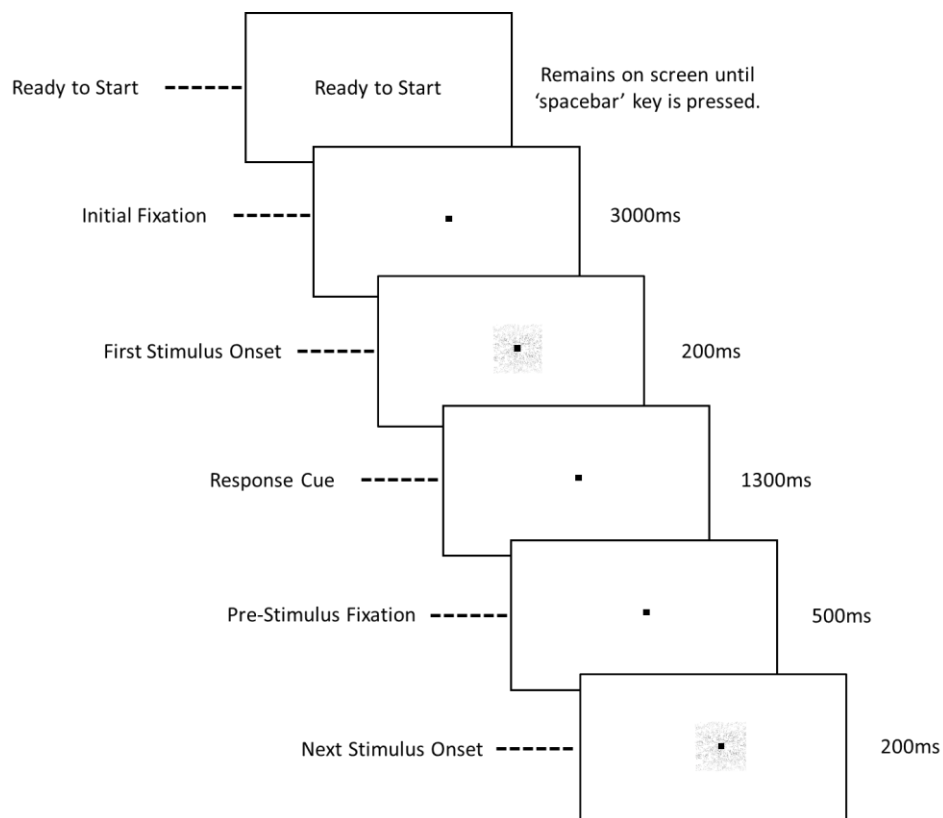 Ready to Start
Ready to Start
Remains on screen until
‘spacebar’ key is pressed.
Initial Fixation
3000ms
First Stimulus Onset
200ms
Response Cue
1300ms
Pre-Stimulus Fixation
500ms
Next Stimulus Onset
200ms